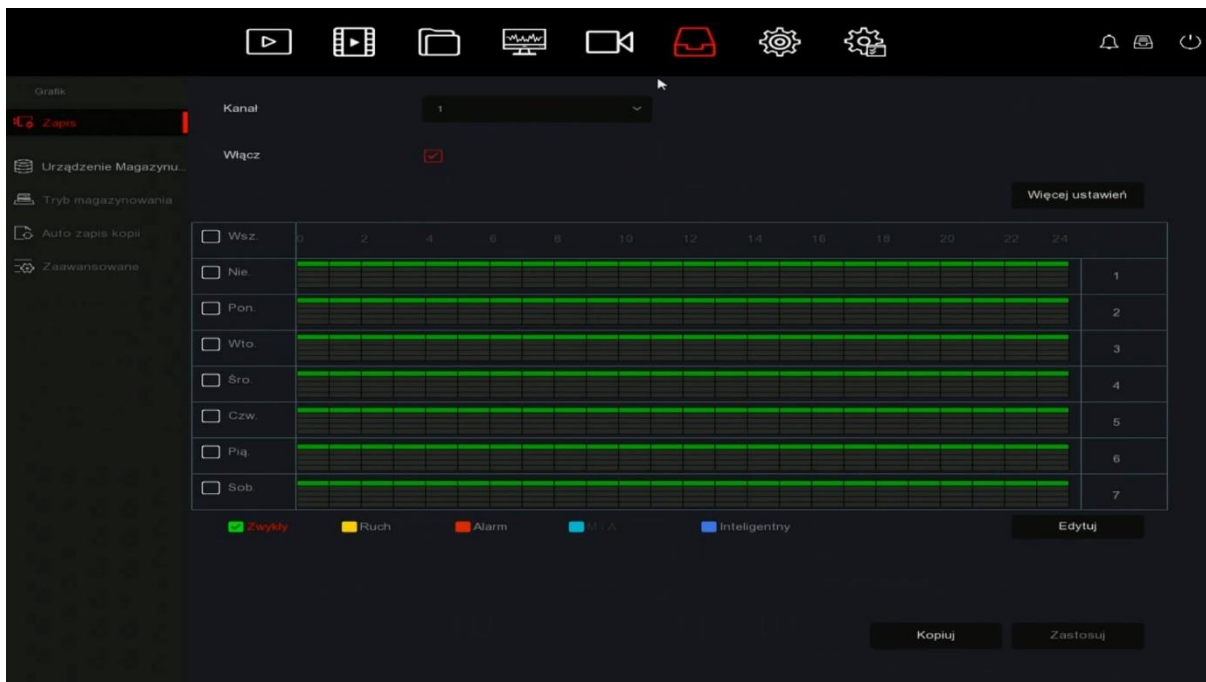 Grafik
Zapis
Urządzenie Magazynu...
Tryb magazynowania
Auto zapis kopii
Zaawansowane
Kanał 1
Włącz
Więcej ustawień
Wsz. 0 2 4 6 8 10 12 14 16 18 20 22 24
Nie. 1
Pon. 2
Wto. 3
Śro. 4
Czw. 5
Pią. 6
Sob. 7
Zwykły Ruch Alarm Inteligentny Edytuj
Kopiuj Zastosuj